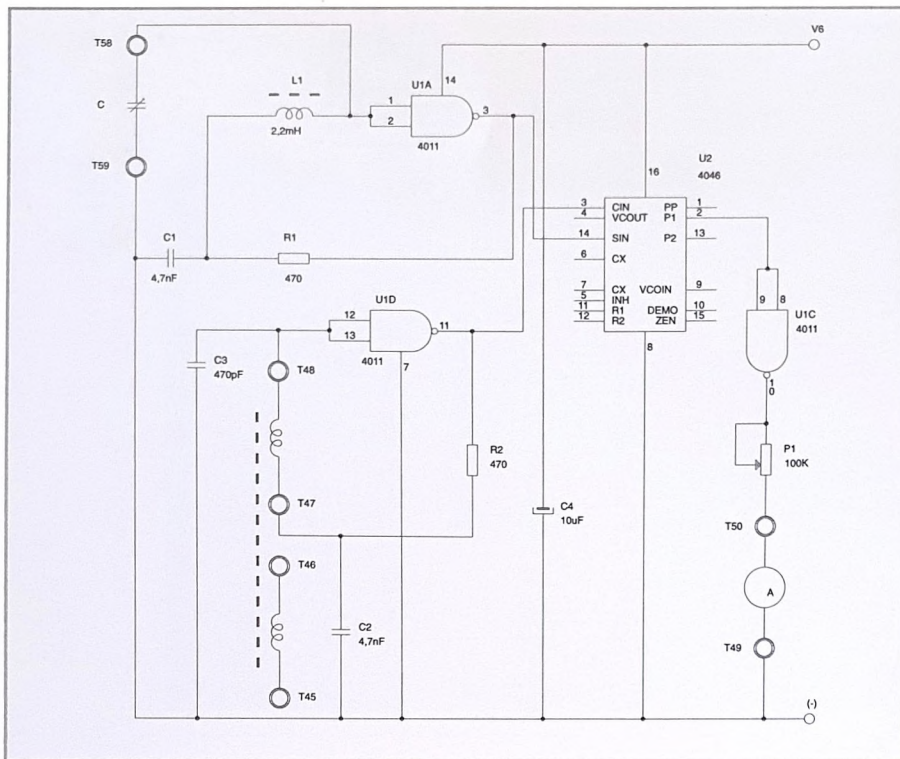 V6
T58
L1
U1A
14
1
2
3
C
2,2mH
4011
T59
U2
4046
16
3
CIN
PP
1
4
VCOUT
P1
2
14
SIN
P2
13
6
CX
C1
R1
4,7nF
470
7
CX
VCOIN
9
5
INH
11
R1
DEMO
10
12
R2
ZEN
15
U1D
12
13
11
4011
7
8
9
8
U1C
4011
1
0
C3
470pF
T48
R2
470
P1
100K
T47
C4
10uF
T50
T46
A
C2
4,7nF
T49
T45
(-)